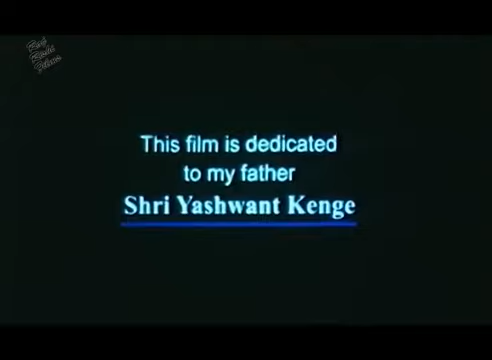 This film is dedicated
to my father
Shri Yashwant Kenge